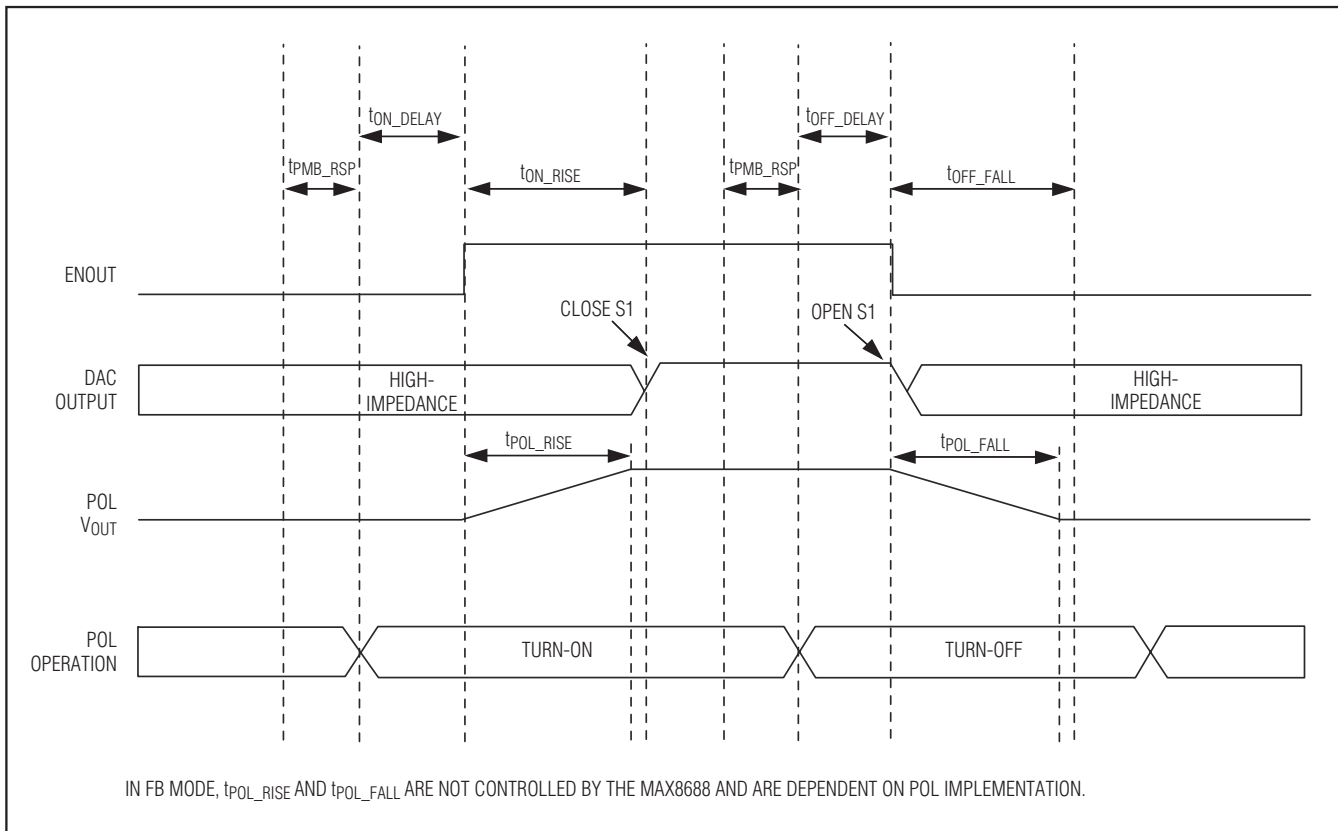 tON_DELAY
tOFF_DELAY
tPMB_RSP
tON_RISE
tPMB_RSP
tOFF_FALL
ENOUT
CLOSE S1
OPEN S1
DAC
OUTPUT
HIGH-
IMPEDANCE
HIGH-
IMPEDANCE
tPOL_RISE
tPOL_FALL
POL
VOUT
POL
OPERATION
TURN-ON
TURN-OFF
IN FB MODE, tPOL_RISE AND tPOL_FALL ARE NOT CONTROLLED BY THE MAX8688 AND ARE DEPENDENT ON POL IMPLEMENTATION.